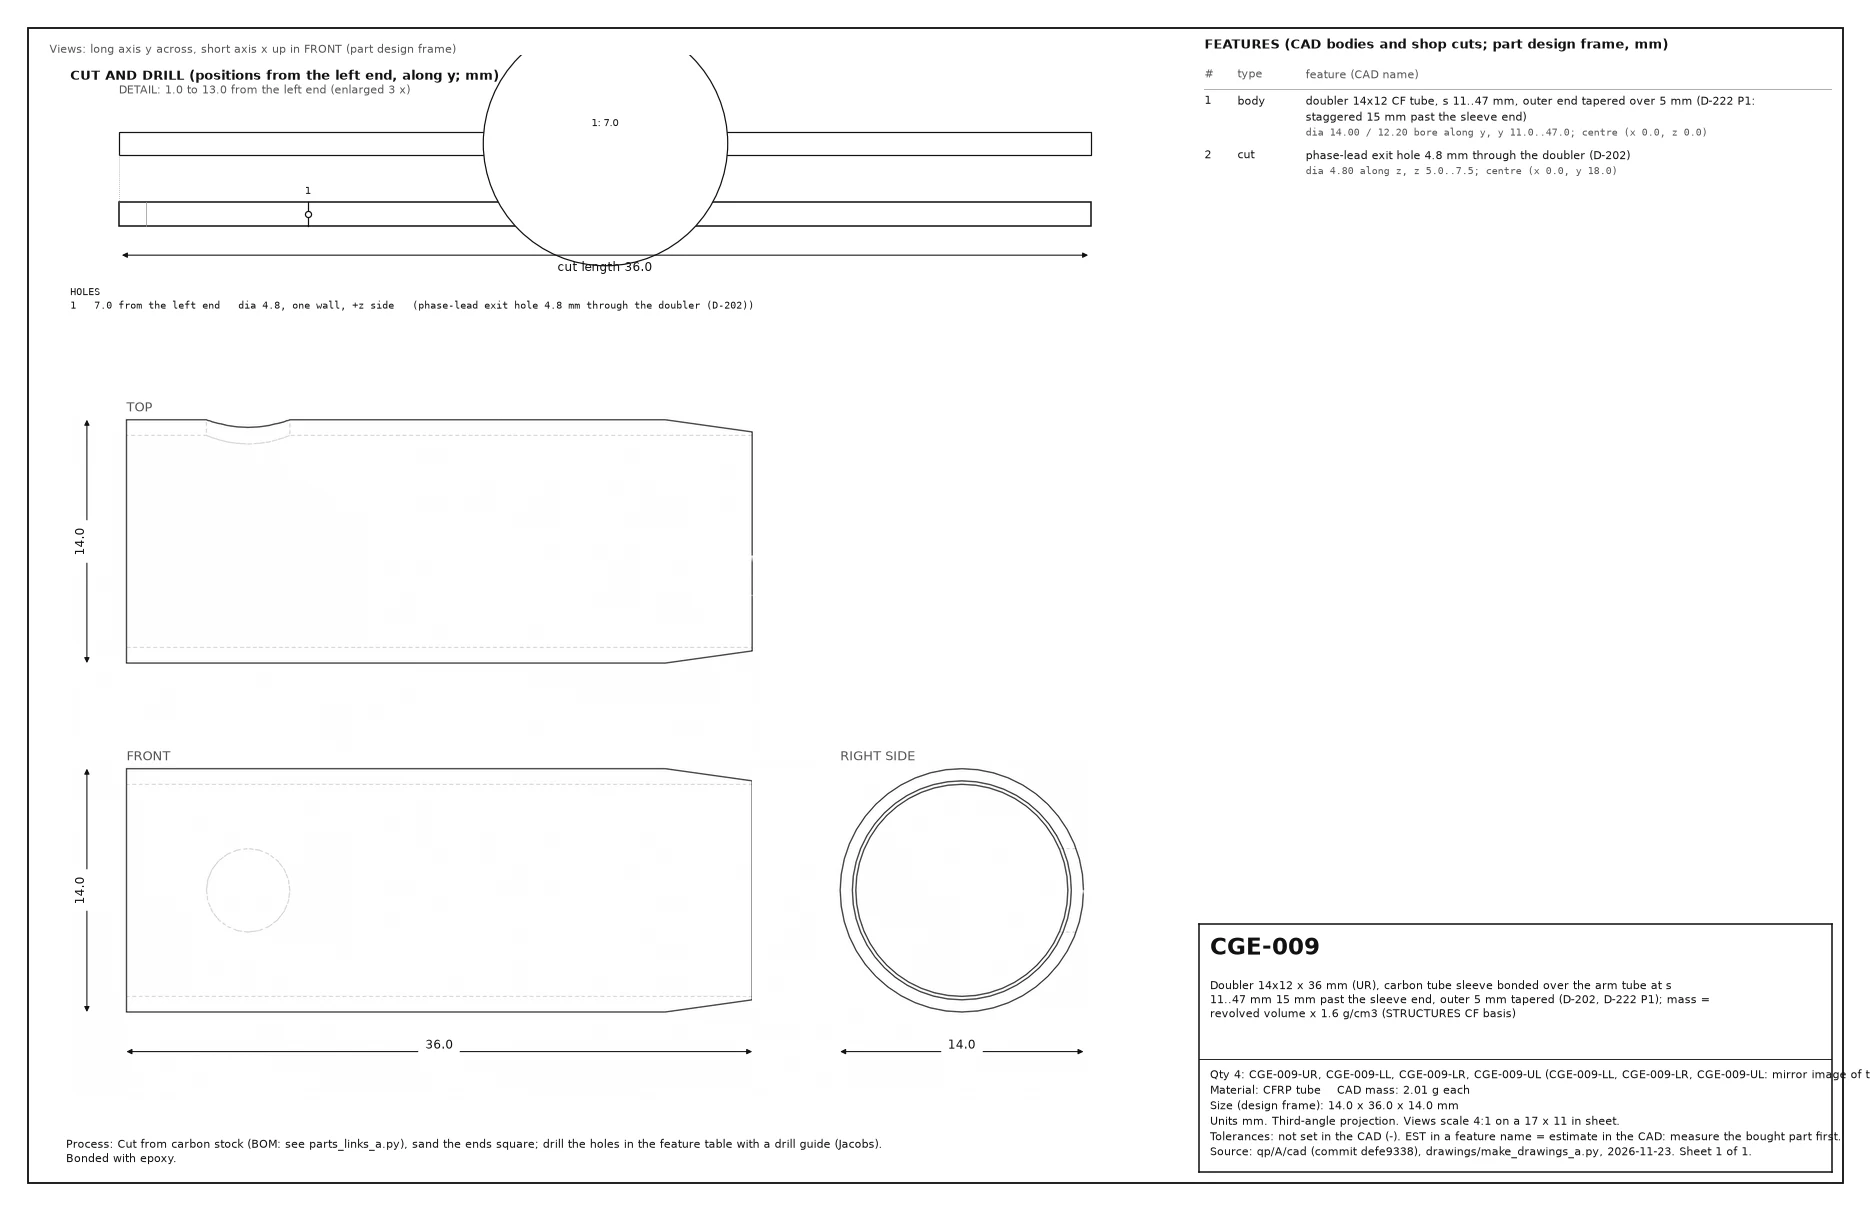 Views: long axis y across, short axis x up in FRONT (part design frame)
CUT AND DRILL (positions from the left end, along y; mm)
DETAIL: 1.0 to 13.0 from the left end (enlarged 3 x)
1: 7.0
1
cut length 36.0
HOLES
1 7.0 from the left end dia 4.8, one wall, +z side (phase-lead exit hole 4.8 mm through the doubler (D-202))
TOP
14.0
FRONT
14.0
36.0
RIGHT SIDE
14.0
Process: Cut from carbon stock (BOM: see parts_links_a.py), sand the ends square; drill the holes in the feature table with a drill guide (Jacobs).
Bonded with epoxy.
FEATURES (CAD bodies and shop cuts; part design frame, mm)
# type feature (CAD name)
1 body doubler 14x12 CF tube, s 11..47 mm, outer end tapered over 5 mm (D-222 P1:
staggered 15 mm past the sleeve end)
dia 14.00 / 12.20 bore along y, y 11.0..47.0; centre (x 0.0, z 0.0)
2 cut phase-lead exit hole 4.8 mm through the doubler (D-202)
dia 4.80 along z, z 5.0..7.5; centre (x 0.0, y 18.0)
CGE-009
Doubler 14x12 x 36 mm (UR), carbon tube sleeve bonded over the arm tube at s
11..47 mm 15 mm past the sleeve end, outer 5 mm tapered (D-202, D-222 P1); mass =
revolved volume x 1.6 g/cm3 (STRUCTURES CF basis)
Qty 4: CGE-009-UR, CGE-009-LL, CGE-009-LR, CGE-009-UL (CGE-009-LL, CGE-009-LR, CGE-009-UL: mirror image of t
Material: CFRP tube CAD mass: 2.01 g each
Size (design frame): 14.0 x 36.0 x 14.0 mm
Units mm. Third-angle projection. Views scale 4:1 on a 17 x 11 in sheet.
Tolerances: not set in the CAD (-). EST in a feature name = estimate in the CAD: measure the bought part first.
Source: qp/A/cad (commit defe9338), drawings/make_drawings_a.py, 2026-11-23. Sheet 1 of 1.